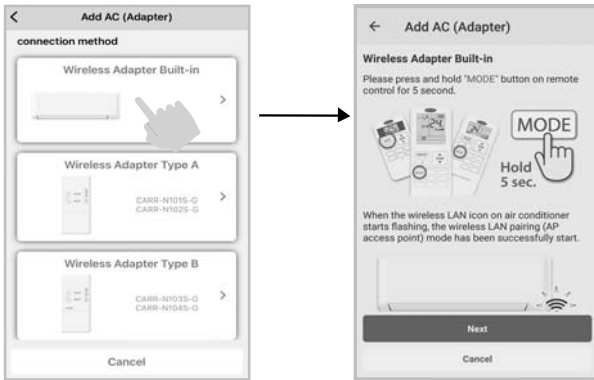 Add AC (Adapter)
connection method
Wireless Adapter Built-in
Wireless Adapter Type A
CARR-N101S-G
CARR-N102S-G
Wireless Adapter Type B
CARR-N103S-G
CARR-N104S-G
Cancel
Add AC (Adapter)
Wireless Adapter Built-in
Please press and hold "MODE" button on remote
control for 5 second.
MODE
Hold
5 sec.
When the wireless LAN icon on air conditioner
starts flashing, the wireless LAN pairing (AP
access point) mode has been successfully start.
Next
Cancel